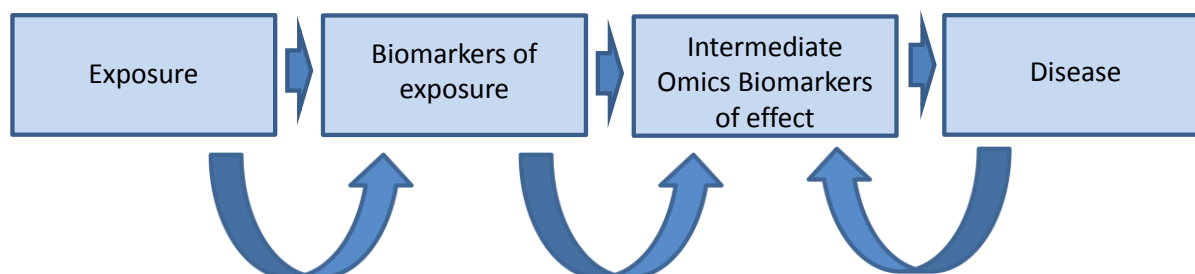 Exposure
Biomarkers of
exposure
Intermediate
Omics Biomarkers
of effect
Disease